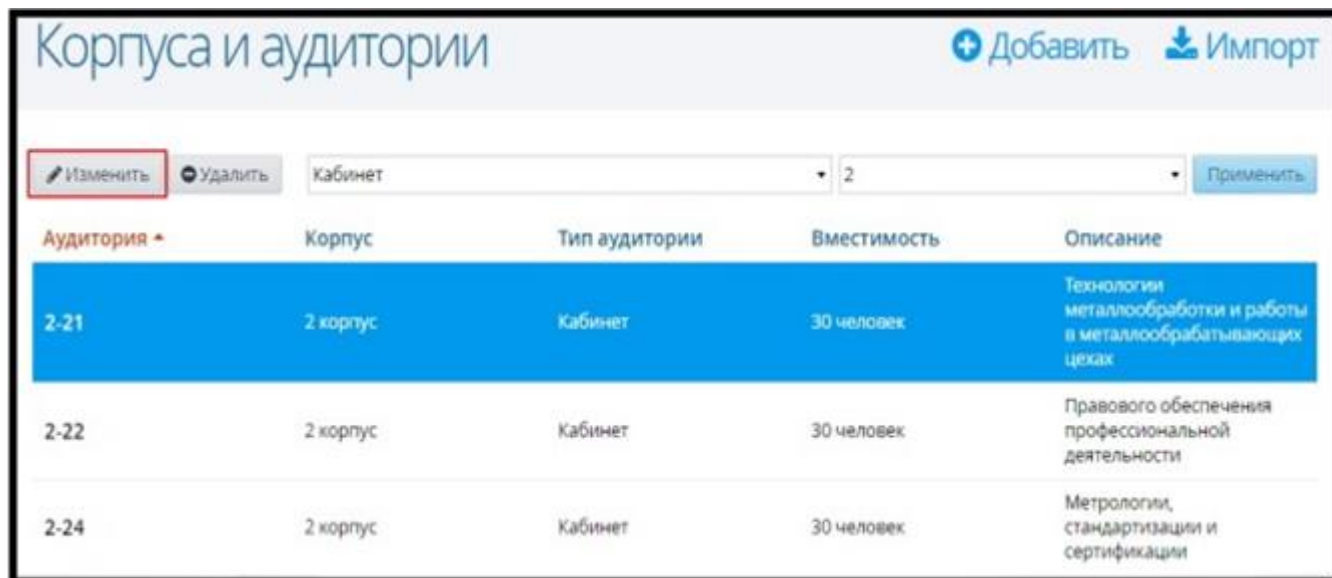 Корпуса и аудитории Добавить Импорт
Изменить Удалить Кабинет 2 Применить
Аудитория Корпус Тип аудитории Вместимость Описание
2-21 2 корпус Кабинет 30 человек Технологии
металлообработки и работы
в металлообрабатывающих
цехах
2-22 2 корпус Кабинет 30 человек Правового обеспечения
профессиональной
деятельности
2-24 2 корпус Кабинет 30 человек Метрологии,
стандартизации и
сертификации